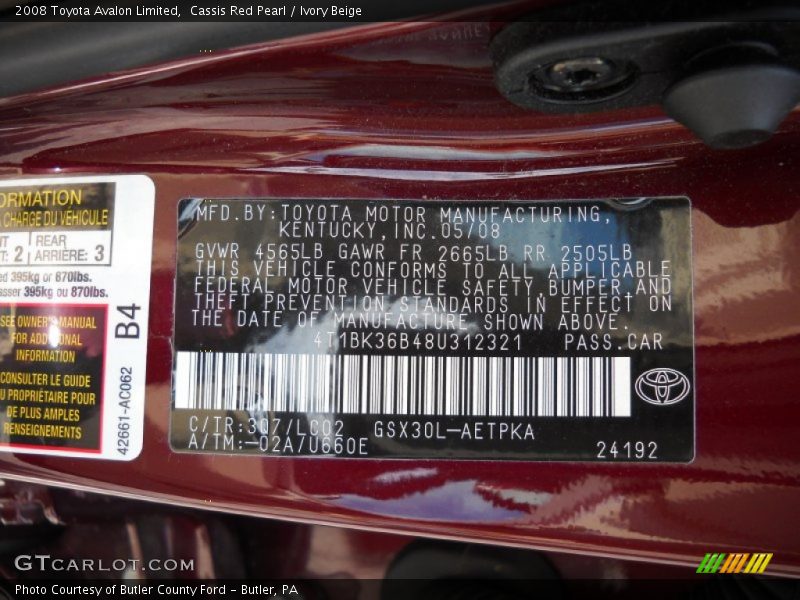 2008 Toyota Avalon Limited,  Cassis Red Pearl / Ivory Beige
CHARGE DU VÉHICULE
2 | REAR
ARRIÈRE: 3
395kg or 870lbs.
395kg ou 870lbs.
SEE OWNER'S MANUAL
FOR ADDITIONAL
INFORMATION
CONSULTER LE GUIDE
PROPRIÉTAIRE POUR
DE PLUS AMPLES
RENSEIGNEMENTS
B4
42661-AC062
MFD. BY: TOYOTA MOTOR MANUFACTURING,
KENTUCKY, INC. 05/08
GVWR 4565LB GAWR FR 2665LB RR 2505LB
THIS VEHICLE CONFORMS TO ALL APPLICABLE
FEDERAL MOTOR VEHICLE SAFETY, BUMPER AND
THEFT PREVENTION STANDARDS IN EFFECT ON
THE DATE OF MANUFACTURE SHOWN ABOVE.
4T1BK36B48U312321 PASS. CAR
C/TR: 3Q7/LC02 GSX30L-AETPKA
A/TM:-02A/U660E
24192
GTCARLOT.COM
Photo Courtesy of Butler County Ford - Butler, PA